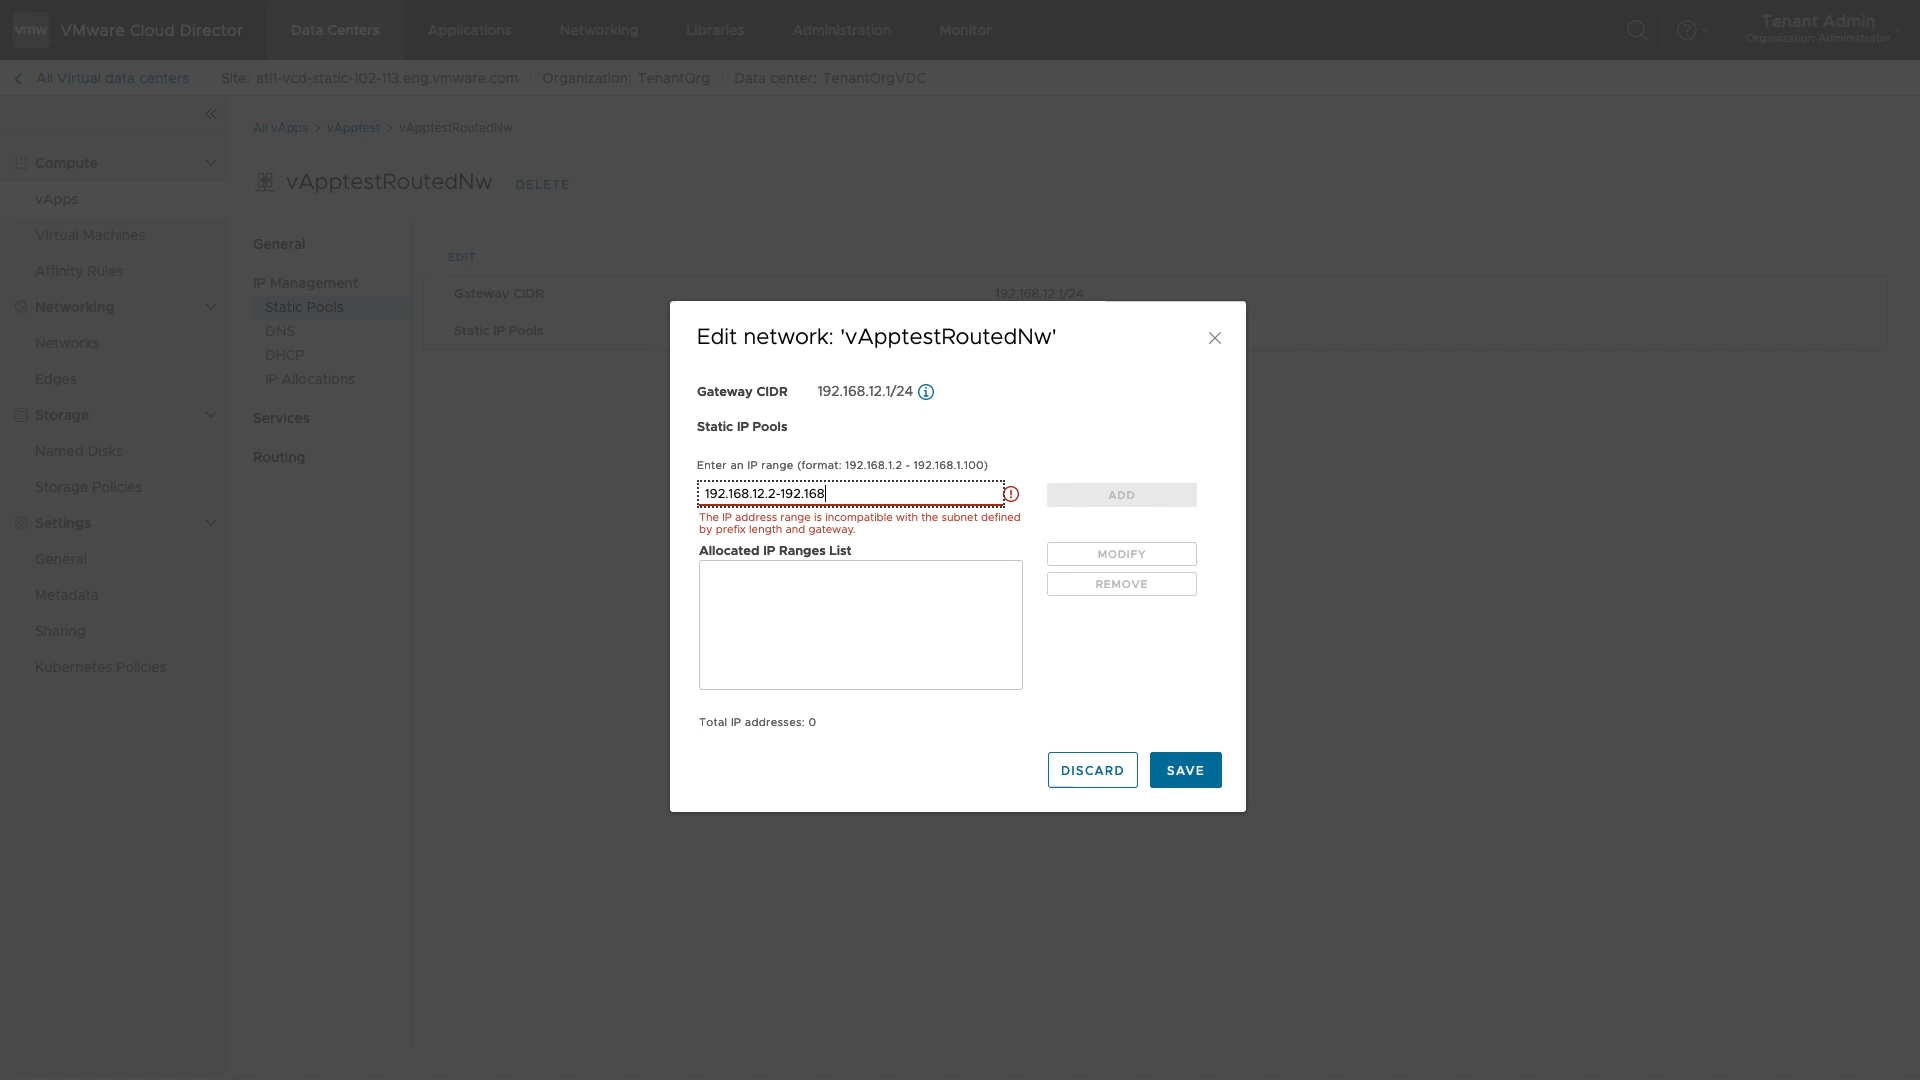 vmw VMware Cloud Director Data Centers Applications Networking Libraries Administration Monitor Tenant Admin
Organization Administrator
All Virtual data centers Site: atl1-vcd-static-102-113.eng.vmware.com Organization: TenantOrg Data center: TenantOrgVDC
All vApps > vApptest > vApptestRoutedNw
Compute
vApps
Virtual Machines
Affinity Rules
Networking
Networks
Edges
Storage
Named Disks
Storage Policies
Settings
General
Metadata
Sharing
Kubernetes Policies
vApptestRoutedNw DELETE
General
IP Management
Static Pools
DNS
DHCP
IP Allocations
Services
Routing
EDIT
Gateway CIDR 192.168.12.1/24
Static IP Pools
Edit network: 'vApptestRoutedNw'
Gateway CIDR 192.168.12.1/24
Static IP Pools
Enter an IP range (format: 192.168.1.2 - 192.168.1.100)
192.168.12.2-192.168
ADD
The IP address range is incompatible with the subnet defined
by prefix length and gateway.
Allocated IP Ranges List
MODIFY
REMOVE
Total IP addresses: 0
DISCARD SAVE